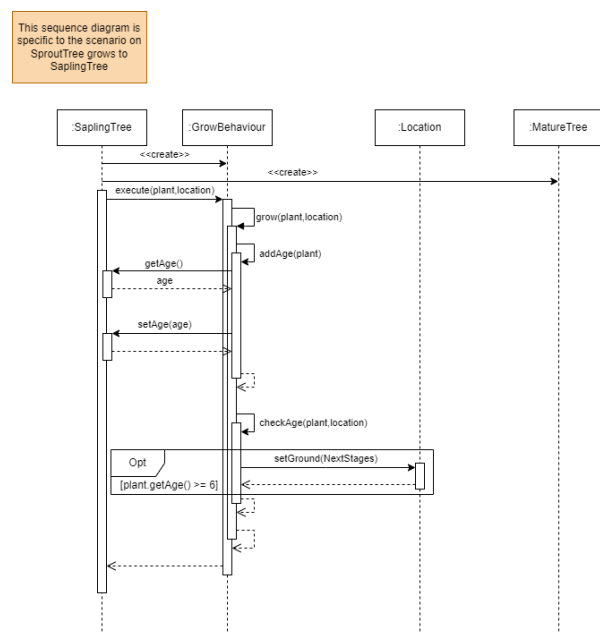 This sequence diagram is
specific to the scenario on
SproutTree grows to
SaplingTree
:SaplingTree
:GrowBehaviour
:Location
:MatureTree
<<create>>
<<create>>
execute(plant,location)
grow(plant,location)
addAge(plant)
getAge()
age
setAge(age)
checkAge(plant,location)
Opt
setGround(NextStages)
[plant.getAge() >= 6]